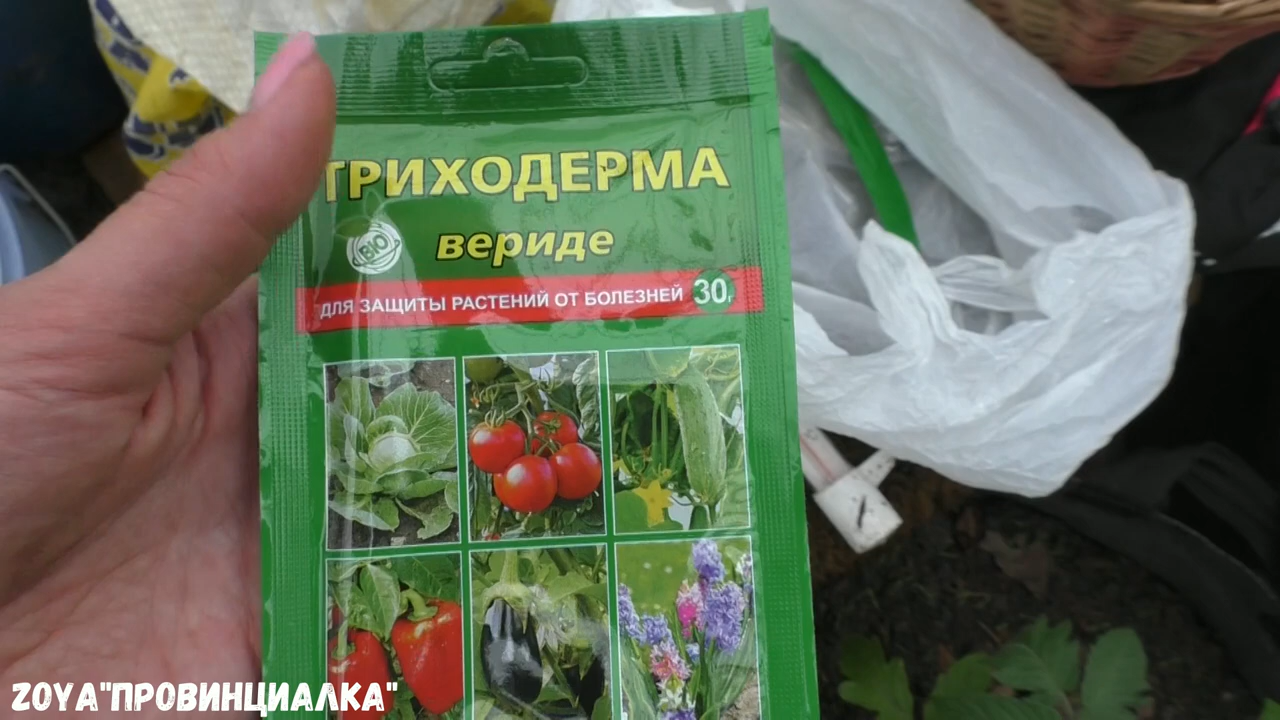 ТРИХОДЕРМА
BIO
вериде
ДЛЯ ЗАЩИТЫ РАСТЕНИЙ ОТ БОЛЕЗНЕЙ 30г
ZOYA"ПРОВИНЦИАЛКА"